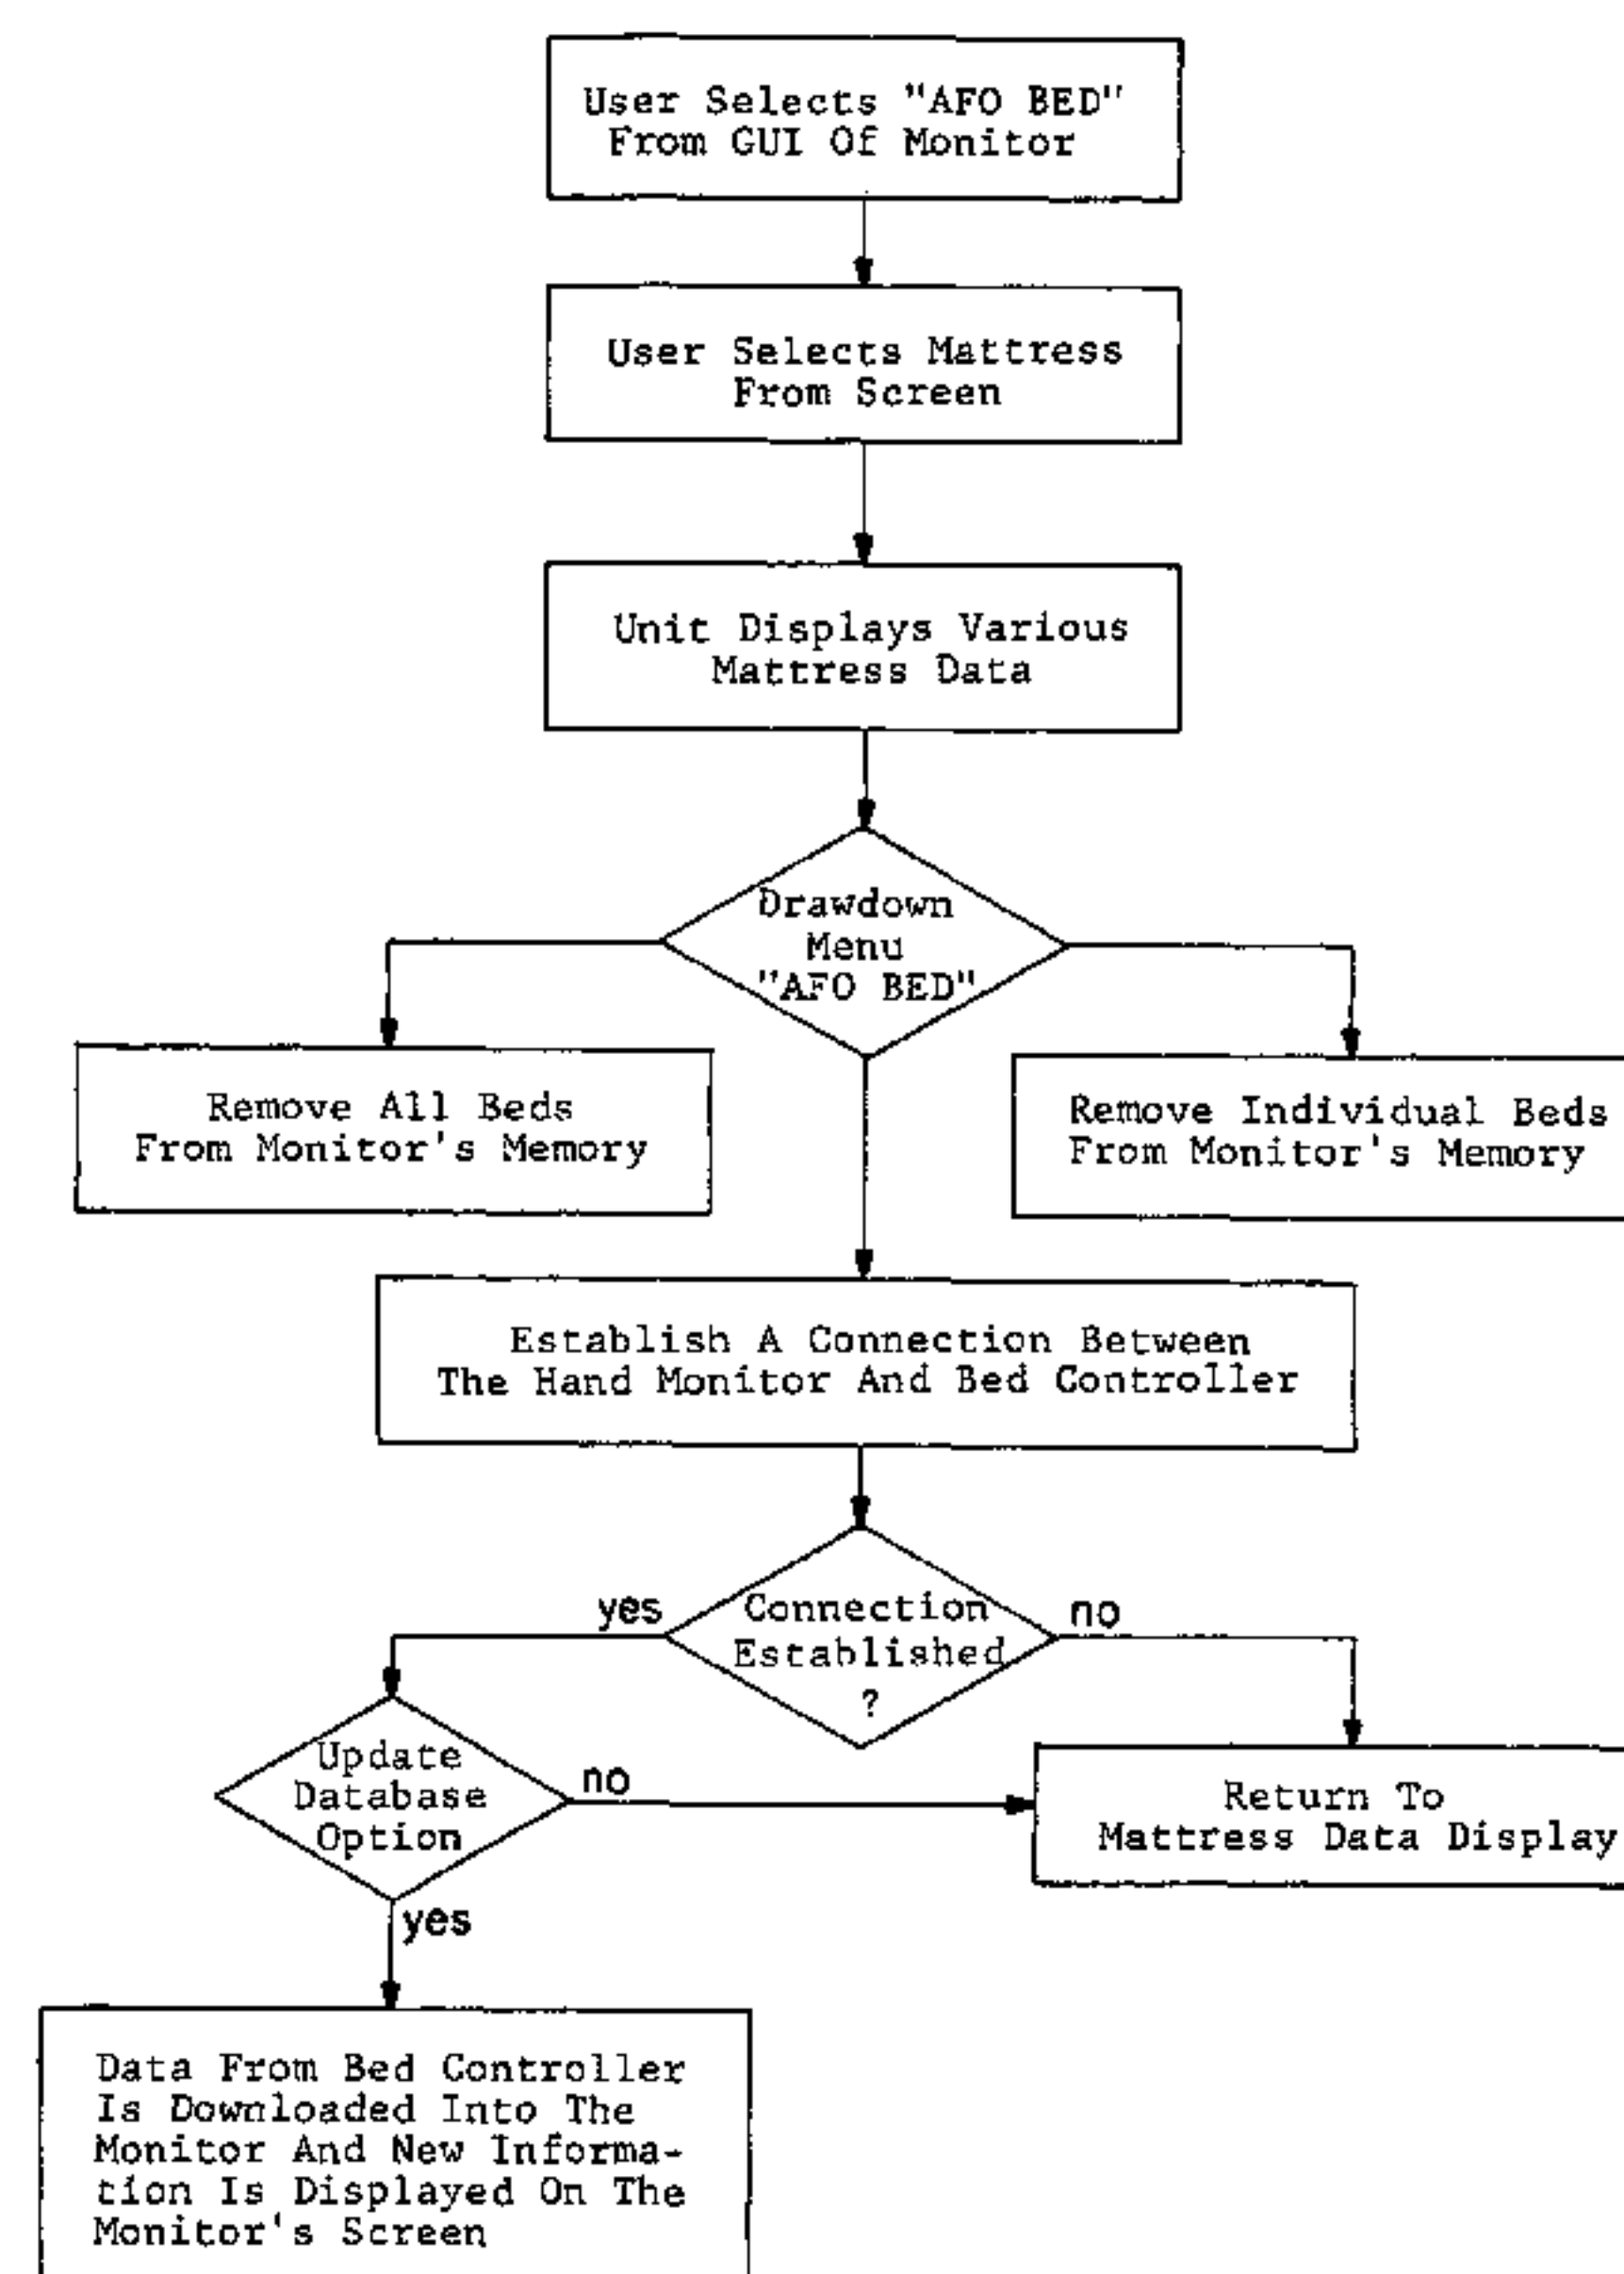 User Selects "AFO BED"
From GUI Of Monitor
User Selects Mattress
From Screen
Unit Displays Various
Mattress Data
Drawdown
Menu
"AFO BED"
Remove All Beds
From Monitor's Memory
Remove Individual Beds
From Monitor's Memory
Establish A Connection Between
The Hand Monitor And Bed Controller
yes
Connection
Established
?
no
Update
Database
Option
no
Return To
Mattress Data Display
yes
Data From Bed Controller
Is Downloaded Into The
Monitor And New Informa-
tion Is Displayed On The
Monitor's Screen